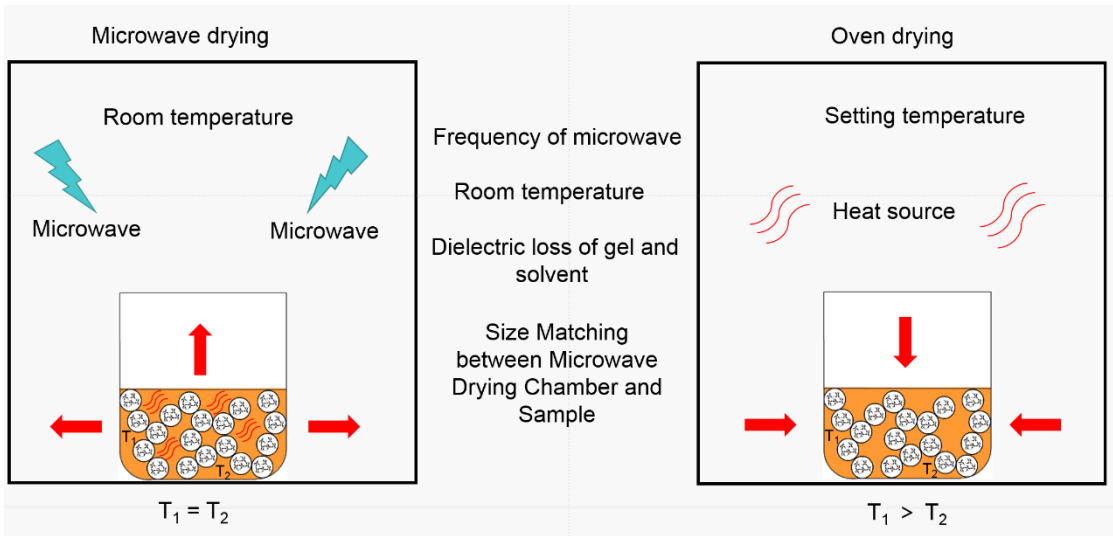 Microwave drying
Room temperature
Microwave
Microwave
T₁
T₂
T₁ = T₂
Frequency of microwave
Room temperature
Dielectric loss of gel and
solvent
Size Matching
between Microwave
Drying Chamber and
Sample
Oven drying
Setting temperature
Heat source
T₁
T₂
T₁ > T₂